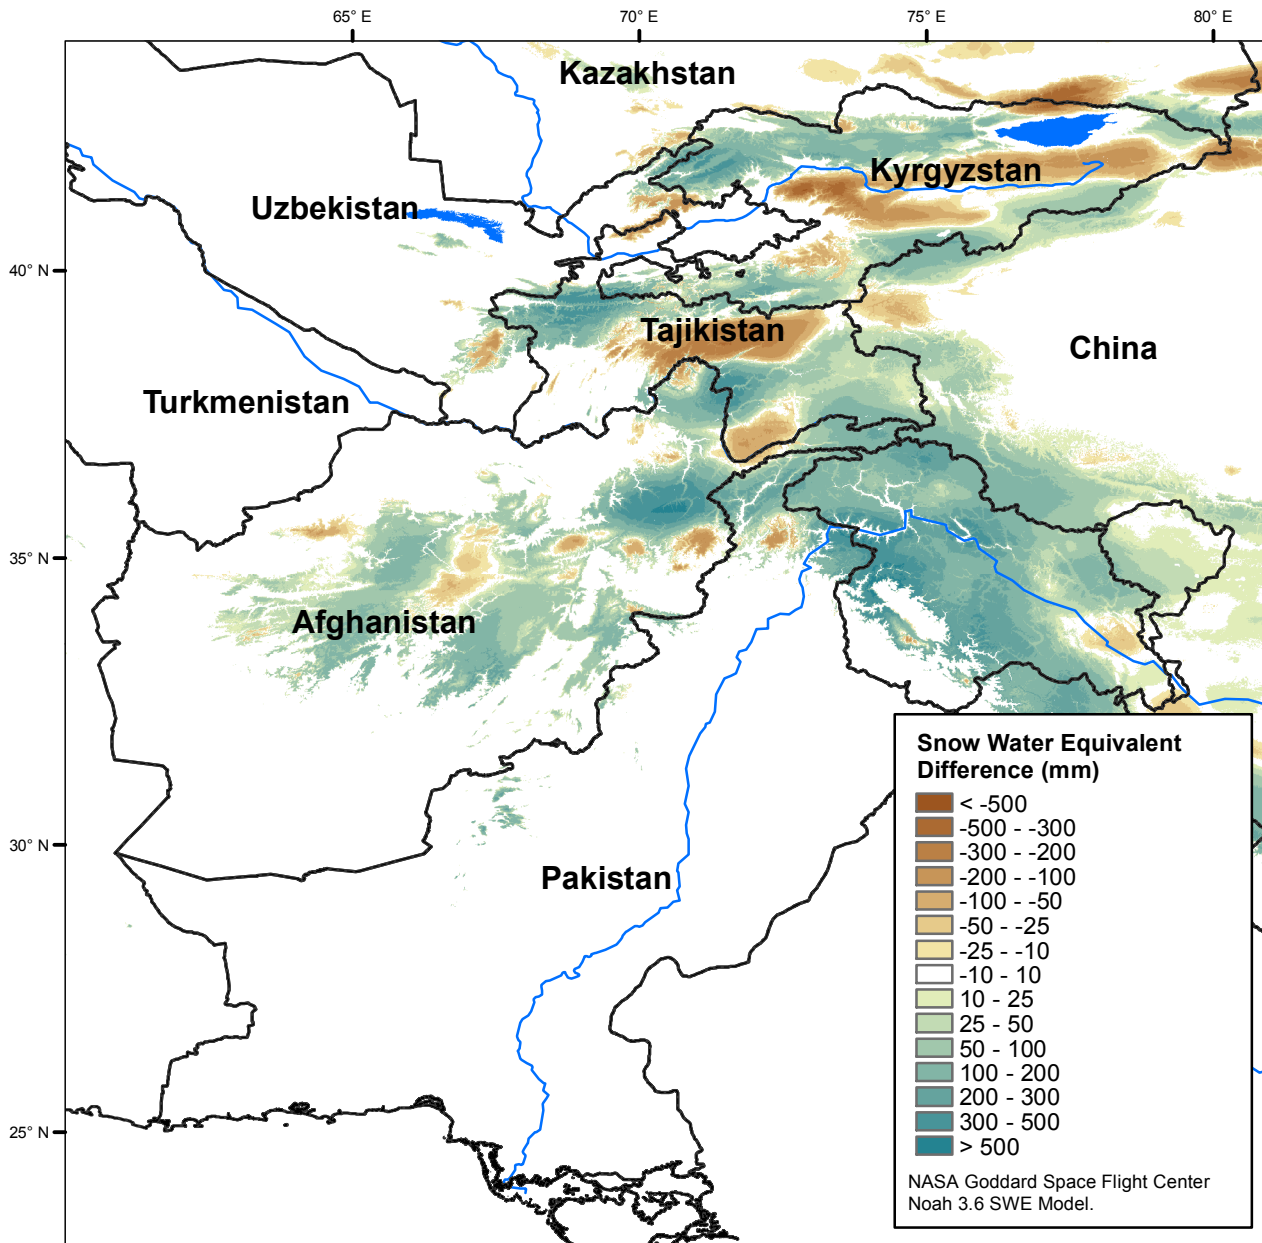 65° E
70° E
75° E
80° E
Kazakhstan
Kyrgyzstan
Uzbekistan
40° N
Tajikistan
China
Turkmenistan
35° N
Afghanistan
Snow Water Equivalent
Difference (mm)
< -500
-500 - -300
-300 - -200
-200 - -100
-100 - -50
-50 - -25
-25 - -10
-10 - 10
10 - 25
25 - 50
50 - 100
100 - 200
200 - 300
300 - 500
> 500
NASA Goddard Space Flight Center
Noah 3.6 SWE Model.
30° N
Pakistan
25° N